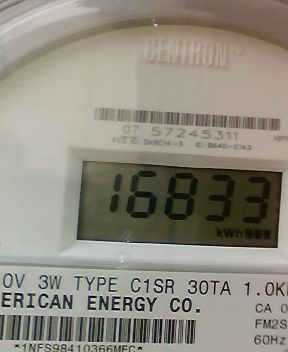 CENTRON®
07 57245311
16833
kWh
0V 3W TYPE C1SR 30TA 1.0K
ERICAN ENERGY CO.
CA 0
FM2S
60Hz
*1NFS98410366MEC*